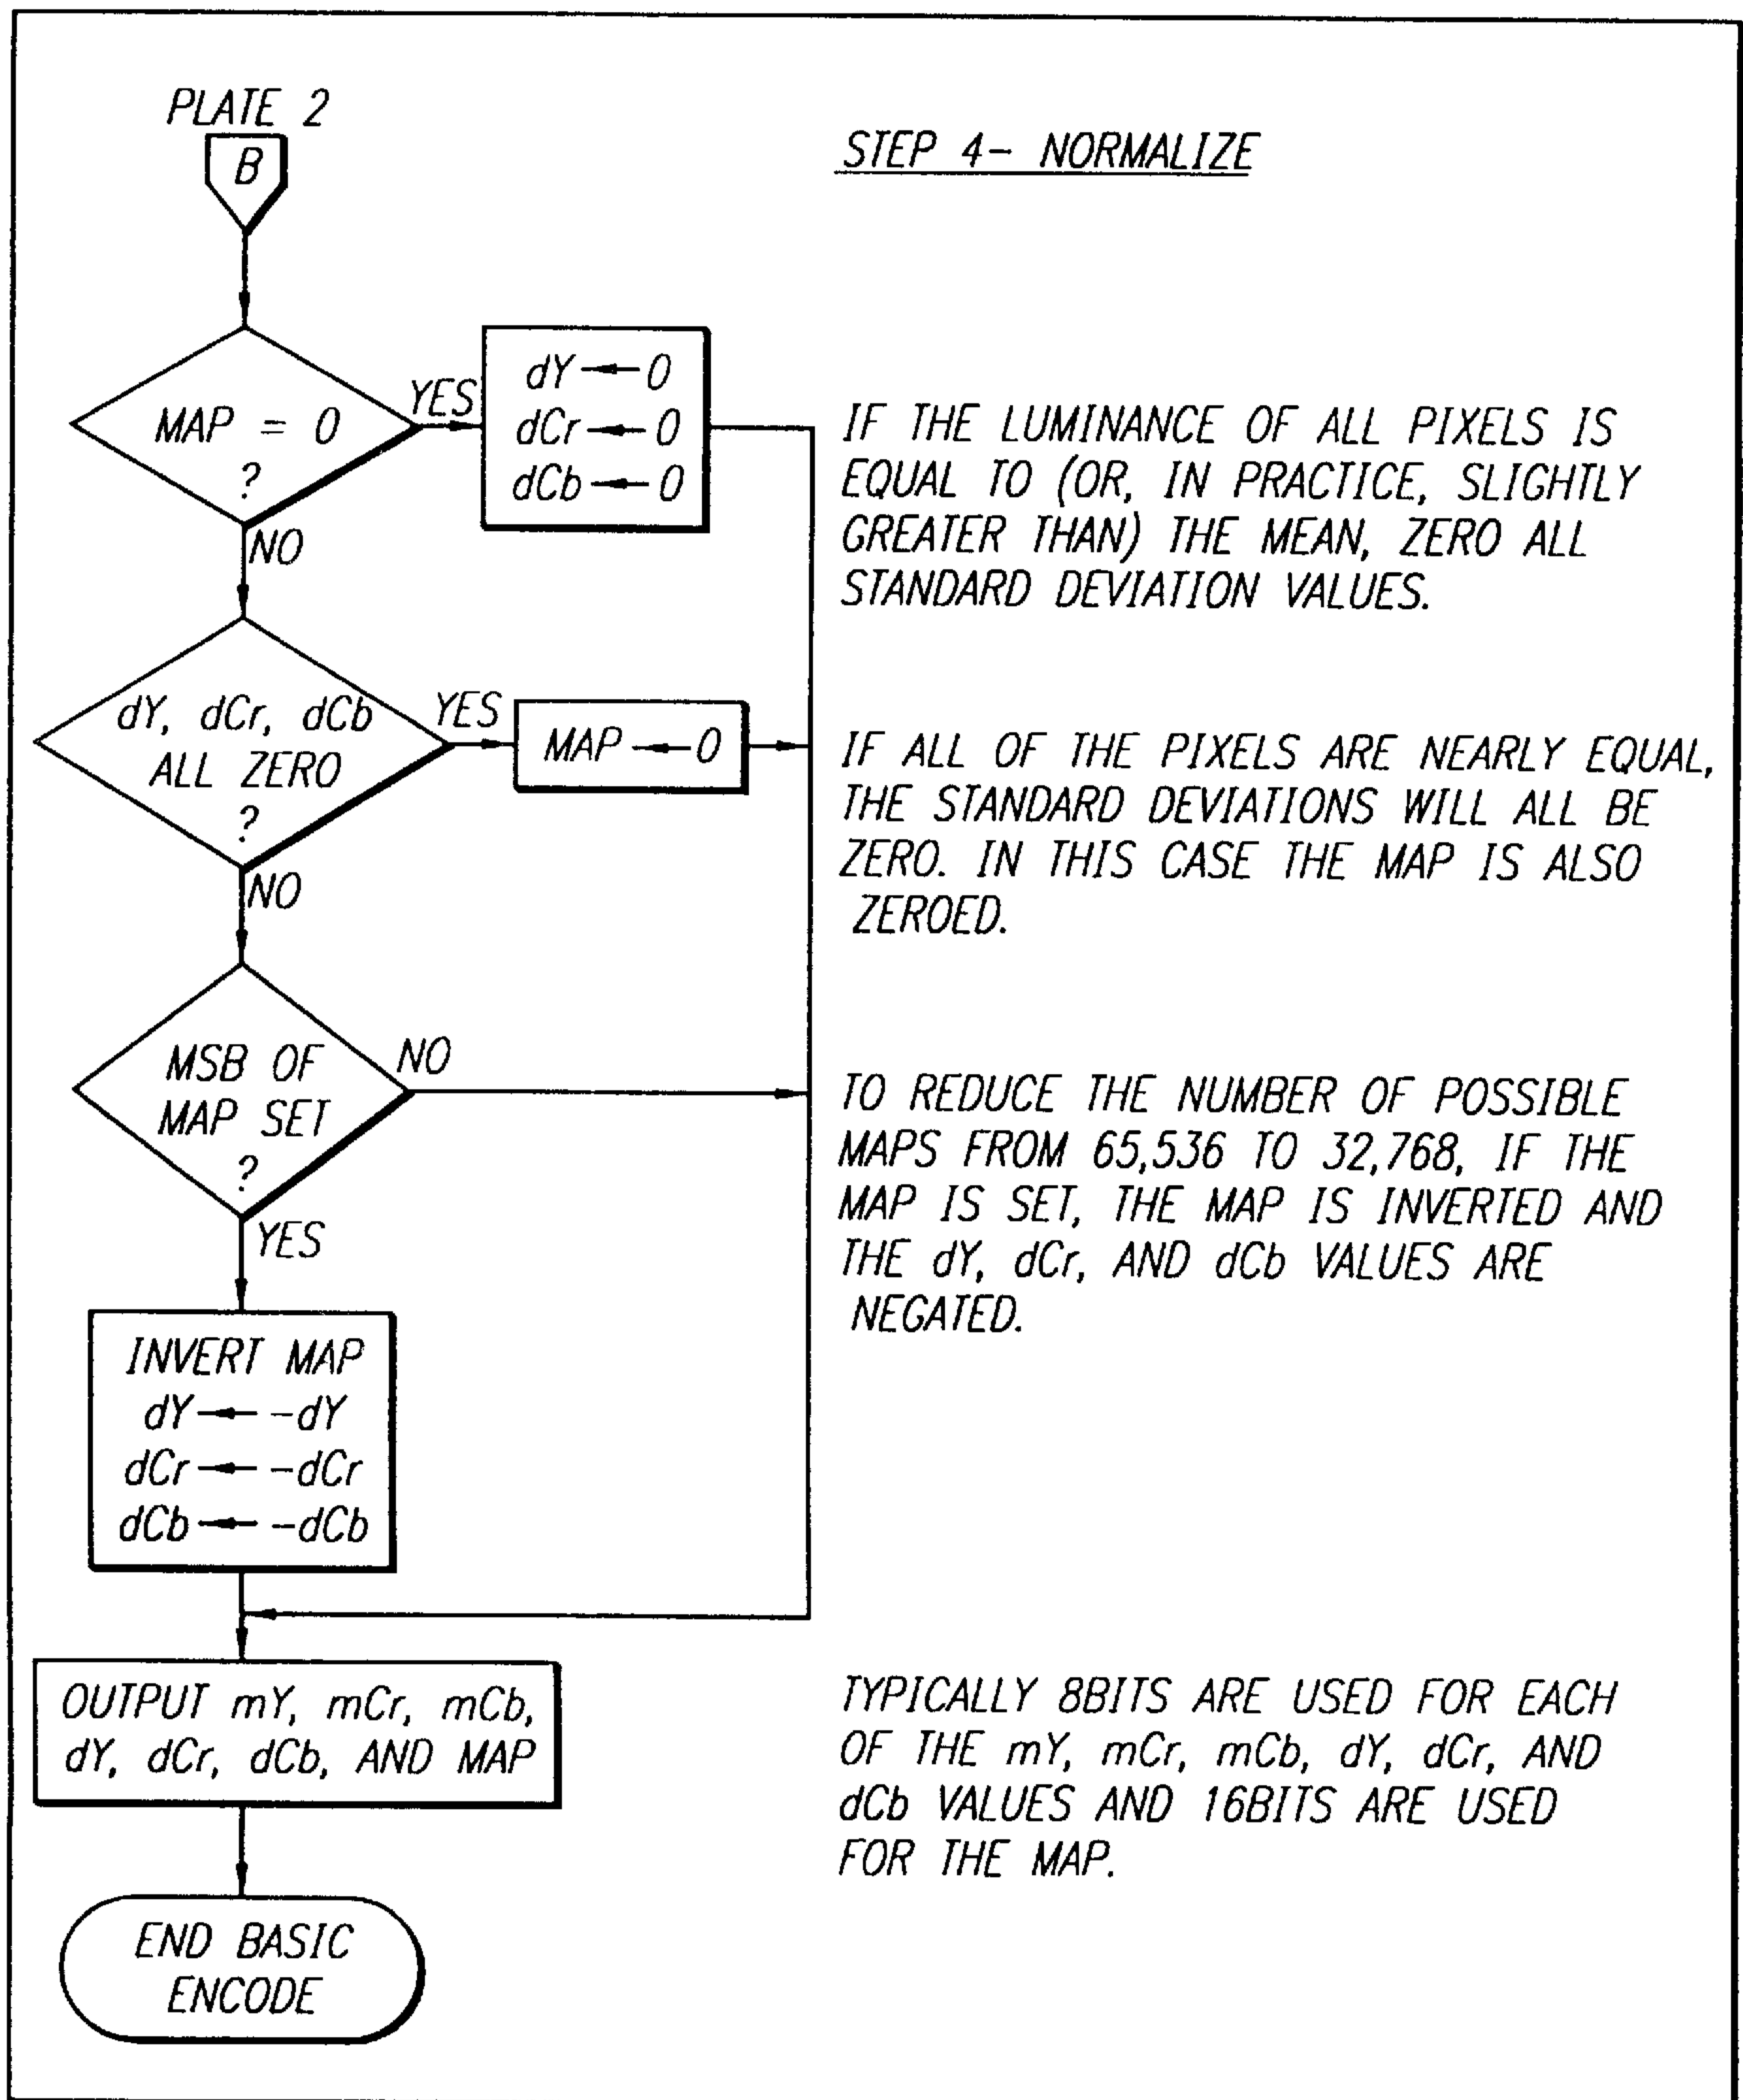 PLATE 2
B
STEP 4- NORMALIZE
MAP = 0
?
YES
NO
dY ← 0
dCr ← 0
dCb ← 0
IF THE LUMINANCE OF ALL PIXELS IS
EQUAL TO (OR, IN PRACTICE, SLIGHTLY
GREATER THAN) THE MEAN, ZERO ALL
STANDARD DEVIATION VALUES.
dY, dCr, dCb
ALL ZERO
?
YES
NO
MAP ← 0
IF ALL OF THE PIXELS ARE NEARLY EQUAL,
THE STANDARD DEVIATIONS WILL ALL BE
ZERO. IN THIS CASE THE MAP IS ALSO
ZEROED.
MSB OF
MAP SET
?
NO
YES
TO REDUCE THE NUMBER OF POSSIBLE
MAPS FROM 65,536 TO 32,768, IF THE
MAP IS SET, THE MAP IS INVERTED AND
THE dY, dCr, AND dCb VALUES ARE
NEGATED.
INVERT MAP
dY ← -dY
dCr ← -dCr
dCb ← -dCb
OUTPUT mY, mCr, mCb,
dY, dCr, dCb, AND MAP
TYPICALLY 8BITS ARE USED FOR EACH
OF THE mY, mCr, mCb, dY, dCr, AND
dCb VALUES AND 16BITS ARE USED
FOR THE MAP.
END BASIC
ENCODE